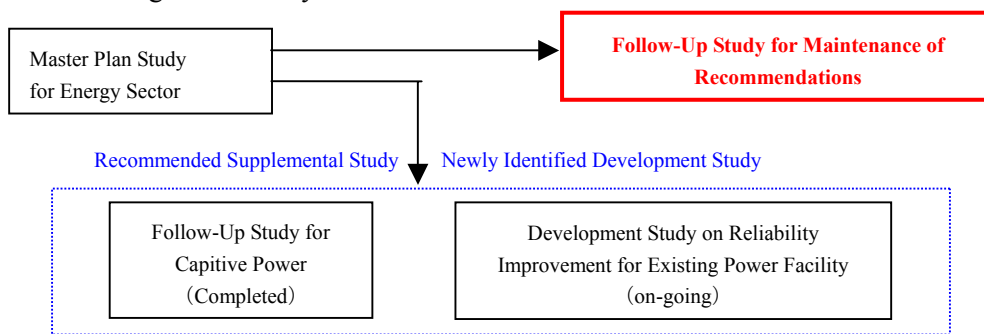 Master Plan Study
for Energy Sector
Follow-Up Study for Maintenance of
Recommendations
Recommended Supplemental Study
Newly Identified Development Study
Follow-Up Study for
Capitive Power
（Completed）
Development Study on Reliability
Improvement for Existing Power Facility
（on-going）